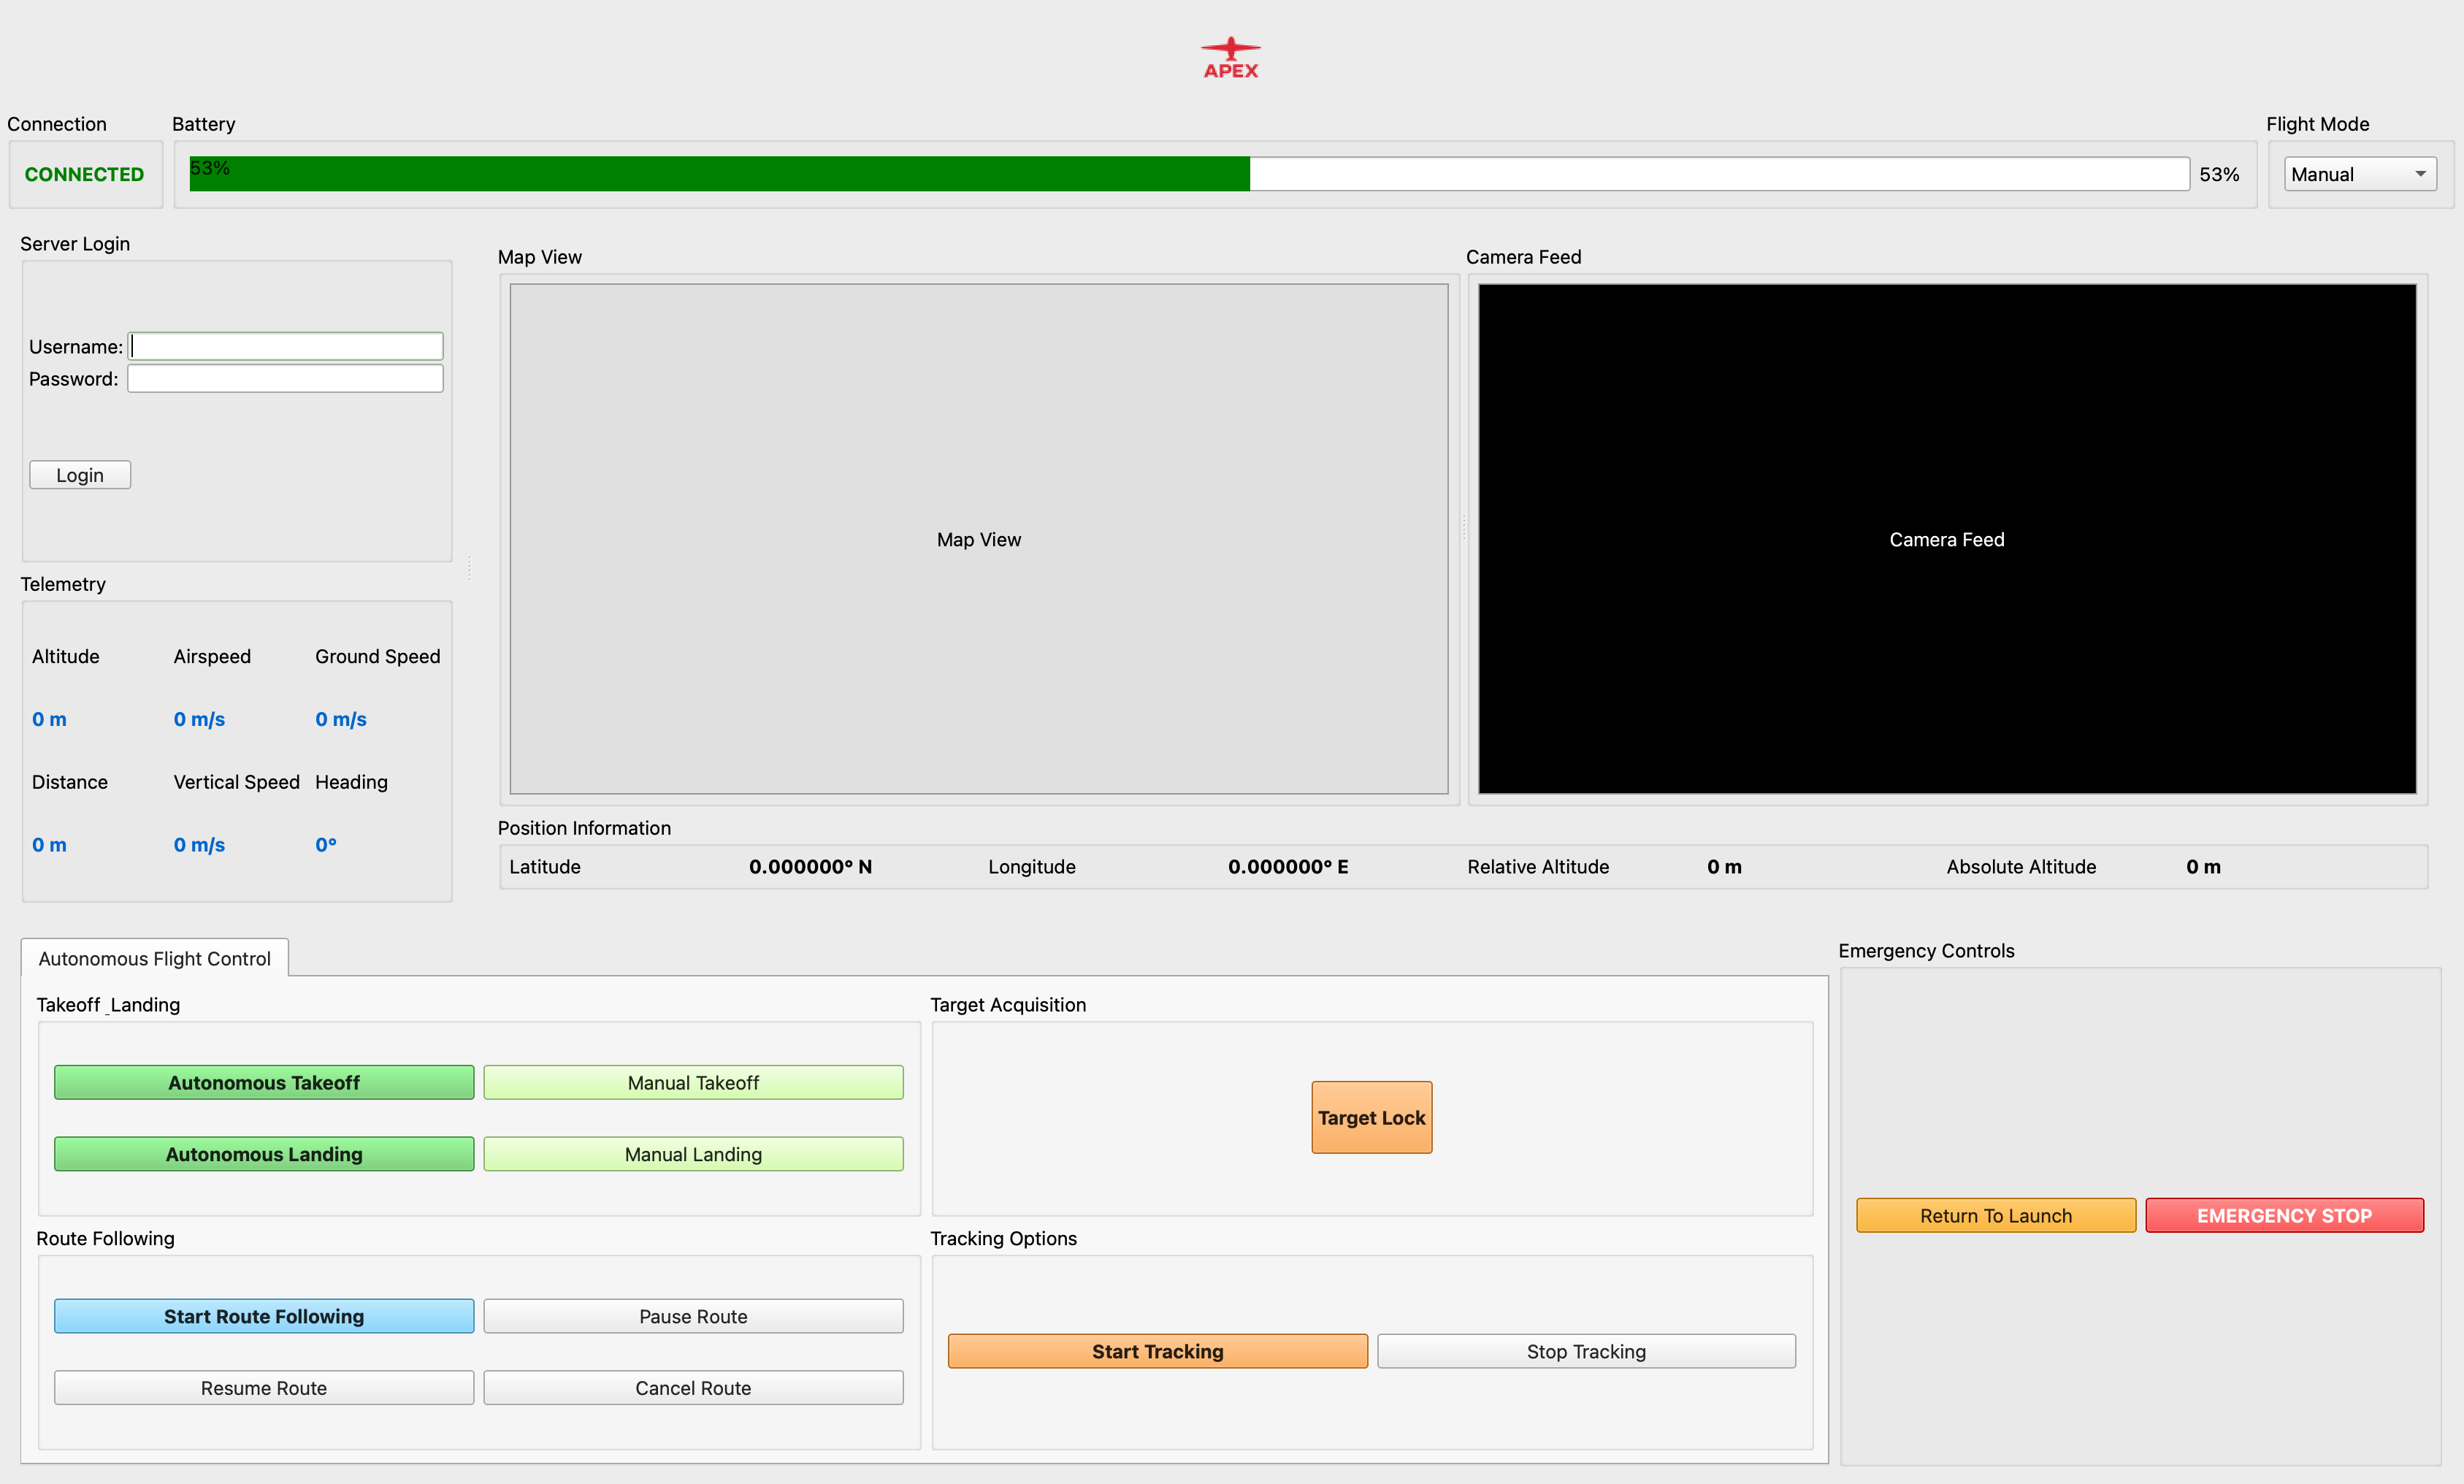 APEX
Connection
Battery
Flight Mode
CONNECTED
53%
53%
Manual
Server Login
Username:
Password:
Login
Map View
Map View
Camera Feed
Camera Feed
Telemetry
Altitude Airspeed Ground Speed
0 m 0 m/s 0 m/s
Distance Vertical Speed Heading
0 m 0 m/s 0°
Position Information
Latitude 0.000000° N Longitude 0.000000° E Relative Altitude 0 m Absolute Altitude 0 m
Autonomous Flight Control
Takeoff _Landing
Autonomous Takeoff Manual Takeoff
Autonomous Landing Manual Landing
Target Acquisition
Target Lock
Route Following
Start Route Following Pause Route
Resume Route Cancel Route
Tracking Options
Start Tracking Stop Tracking
Emergency Controls
Return To Launch EMERGENCY STOP